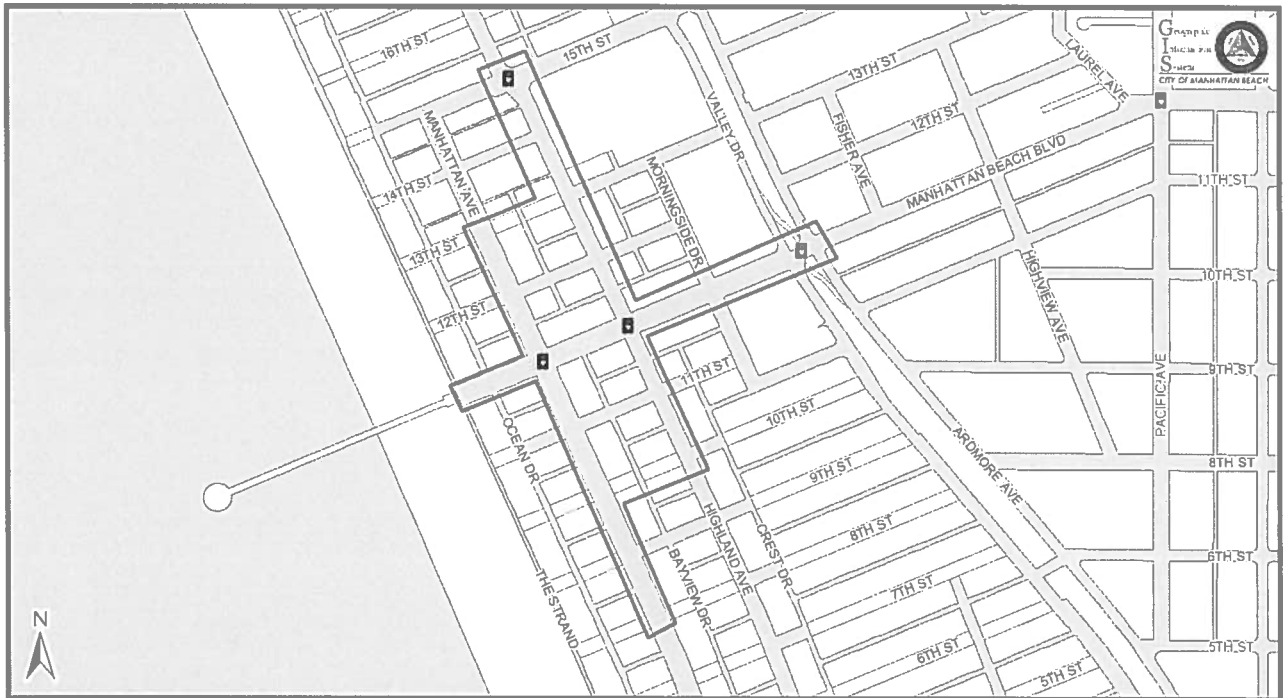 16TH ST
15TH ST
13TH ST
LAUREL AVE
Geographic
Information
System
CITY OF MANHATTAN BEACH
MANHATTAN AVE
VALLEY DR
FISHER AVE
12TH ST
MANHATTAN BEACH BLVD
14TH ST
MORNINGSIDE DR
11TH ST
13TH ST
HIGHVIEW AVE
10TH ST
12TH ST
11TH ST
PACIFIC AVE
9TH ST
OCEAN DR
10TH ST
ARDMORE AVE
9TH ST
8TH ST
HIGHLAND AVE
CREST DR
8TH ST
THE STRAND
BAYVIEW DR
7TH ST
6TH ST
N
6TH ST
5TH ST
5TH ST